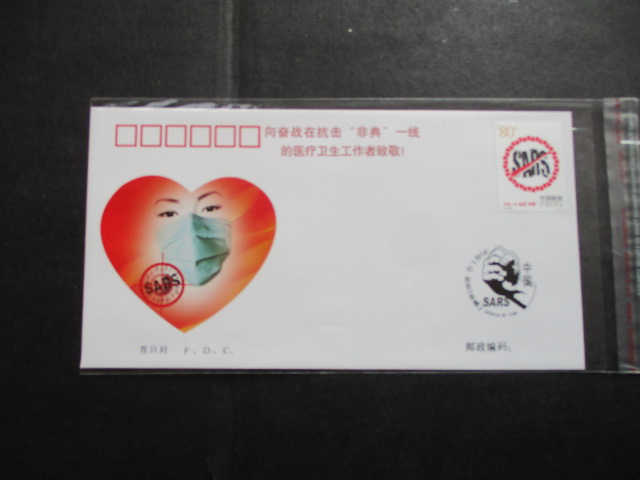 向奋战在抗击“非典”一线
的医疗卫生工作者致敬！
80分
SARS
中国邮政
CHINA
SARS
中国
SARS
首日封 F. D. C.
邮政编码：